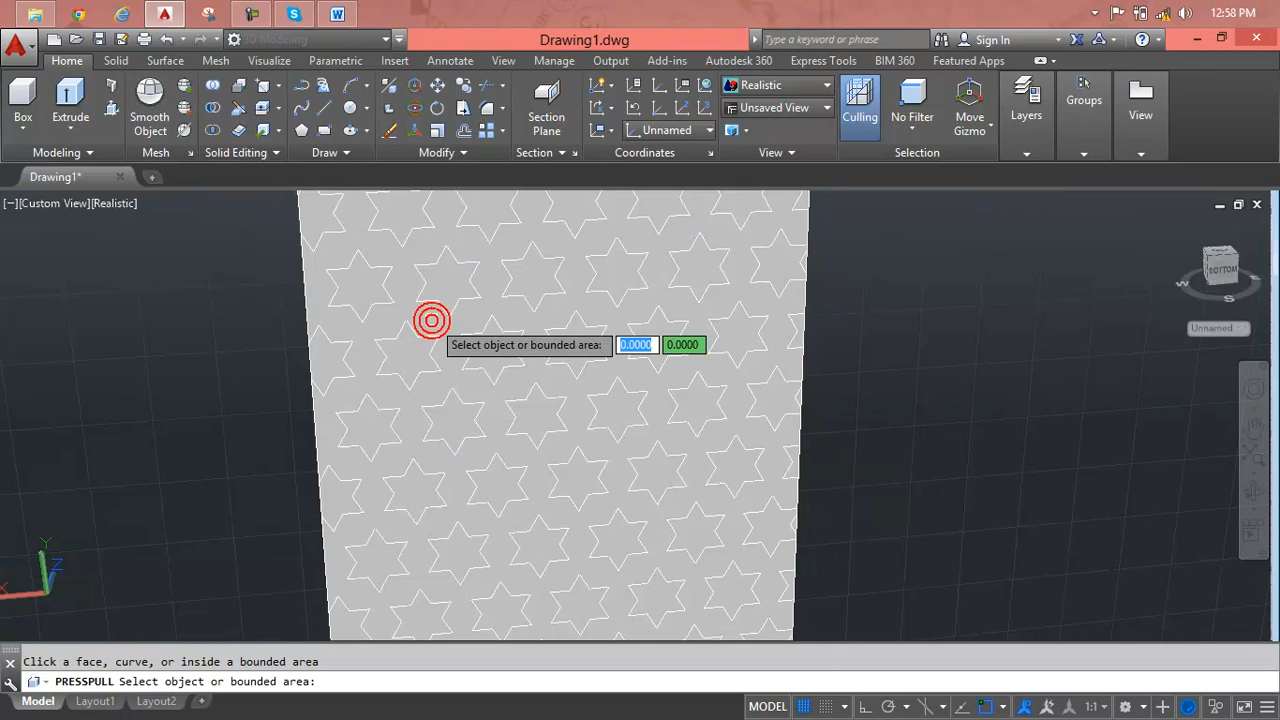 12:58 PM
3D Modeling
Drawing1.dwg
Type a keyword or phrase
Sign In
Home
Solid
Surface
Mesh
Visualize
Parametric
Insert
Annotate
View
Manage
Output
Add-ins
Autodesk 360
Express Tools
BIM 360
Featured Apps
Box
Extrude
Smooth
Object
Section
Plane
Realistic
Unsaved View
Unnamed
Culling
No Filter
Move
Gizmo
Layers
Groups
View
Modeling
Mesh
Solid Editing
Draw
Modify
Section
Coordinates
View
Selection
Drawing1*
[−][Custom View][Realistic]
BOTTOM
W
E
S
Unnamed
Select object or bounded area:
0.0000
0.0000
Y
Z
X
Click a face, curve, or inside a bounded area
PRESSPULL Select object or bounded area:
Model
Layout1
Layout2
MODEL
1:1